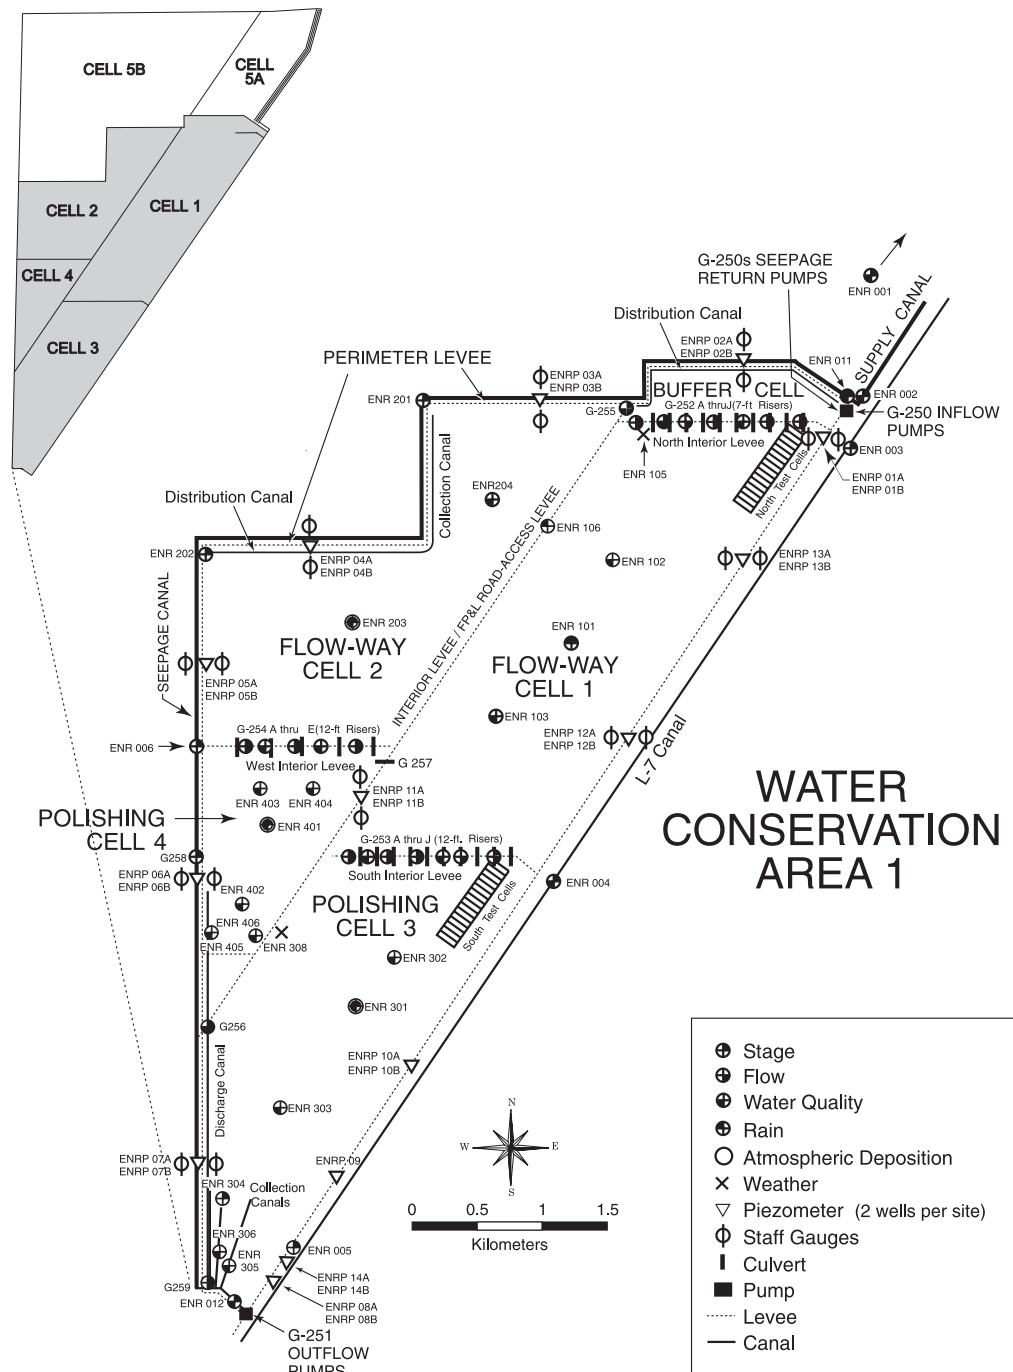 CELL 5B
CELL
5A
CELL 2
CELL 1
CELL 4
CELL 3
G-250s SEEPAGE
RETURN PUMPS
ENR 001
SUPPLY CANAL
Distribution Canal
ENRP 02A
ENRP 02B
ENR 011
PERIMETER LEVEE
ENRP 03A
ENRP 03B
BUFFER CELL
ENR 002
ENR 201
G-255
G-252 A thruJ(7-ft Risers)
G-250 INFLOW
PUMPS
North Interior Levee
ENR 003
ENR 105
North Test Cells
ENRP 01A
ENRP 01B
Collection Canal
Distribution Canal
ENR204
ENR 106
ENR 202
ENRP 04A
ENRP 04B
ENR 102
ENRP 13A
ENRP 13B
INTERIOR LEVEE / FP&L ROAD-ACCESS LEVEE
ENR 203
ENR 101
SEEPAGE CANAL
FLOW-WAY
CELL 2
FLOW-WAY
CELL 1
ENRP 05A
ENRP 05B
ENR 103
G-254 A thru E(12-ft Risers)
ENRP 12A
ENRP 12B
ENR 006
West Interior Levee
G 257
L-7 Canal
ENR 403
ENR 404
ENRP 11A
ENRP 11B
WATER
CONSERVATION
AREA 1
POLISHING
CELL 4
ENR 401
G-253 A thru J (12-ft. Risers)
G258
South Interior Levee
ENRP 06A
ENRP 06B
ENR 402
ENR 004
POLISHING
CELL 3
South Test Cells
ENR 406
ENR 405
ENR 308
ENR 302
ENR 301
G256
ENRP 10A
ENRP 10B
Discharge Canal
ENR 303
ENRP 07A
ENRP 07B
ENRP 09
ENR 304
Collection
Canals
ENR 306
ENR
305
ENR 005
G259
ENRP 14A
ENRP 14B
ENR 012
ENRP 08A
ENRP 08B
G-251
OUTFLOW
PUMPS
N
W
E
S
0 0.5 1 1.5
Kilometers
Stage
Flow
Water Quality
Rain
Atmospheric Deposition
Weather
Piezometer (2 wells per site)
Staff Gauges
Culvert
Pump
Levee
Canal